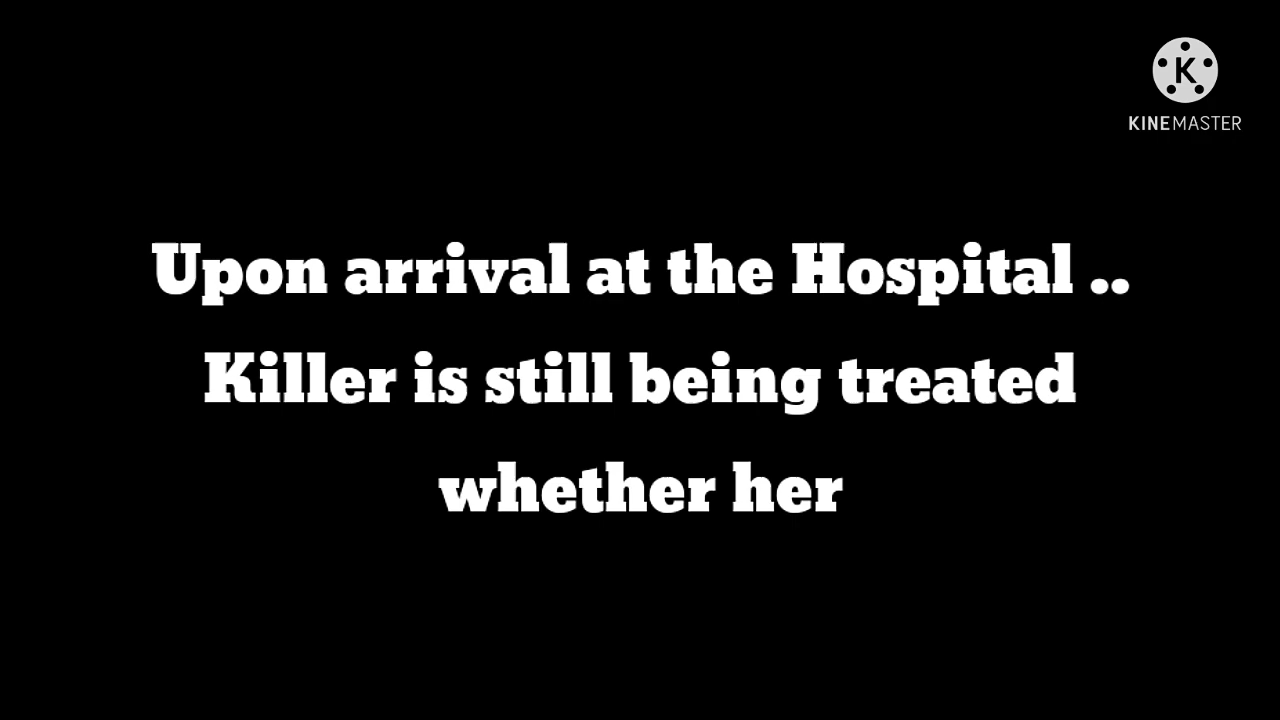 K
KINEMASTER
Upon arrival at the Hospital ..
Killer is still being treated
whether her